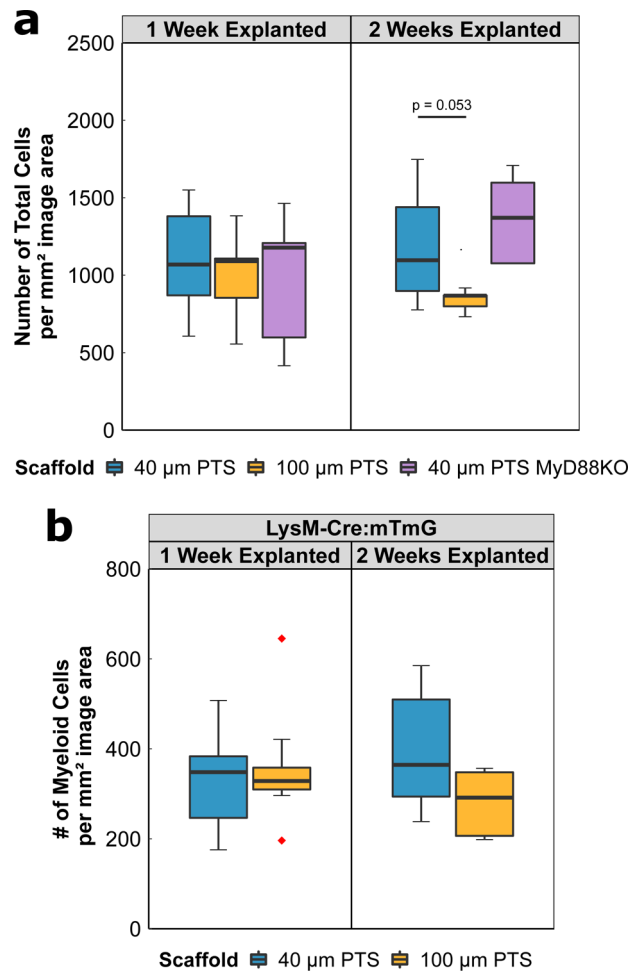 a
1 Week Explanted 2 Weeks Explanted
2500
2000
1500
1000
500
0
Number of Total Cells
per mm² image area
p = 0.053
Scaffold 40 µm PTS 100 µm PTS 40 µm PTS MyD88KO
b
LysM-Cre:mTmG
1 Week Explanted 2 Weeks Explanted
800
600
400
200
0
# of Myeloid Cells
per mm² image area
Scaffold 40 µm PTS 100 µm PTS